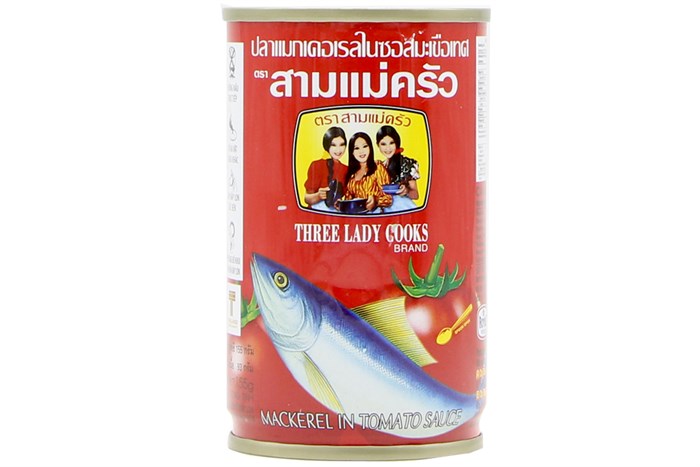 ปลาแมกเคอเรลในซอสมะเขือเทศ
ตรา
สามแม่ครัว
ตราสามแม่ครัว
THREE LADY COOKS
BRAND
MACKEREL IN TOMATO SAUCE